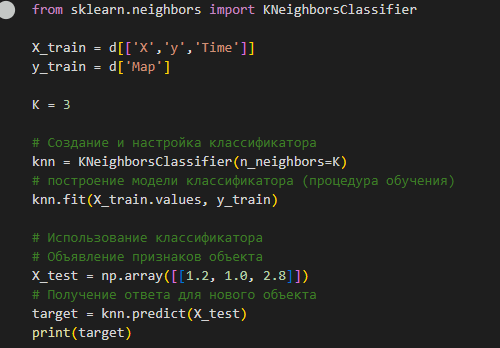 from sklearn.neighbors import KNeighborsClassifier
X_train = d[['X','y','Time']]
y_train = d['Map']
K = 3
# Создание и настройка классификатора
knn = KNeighborsClassifier(n_neighbors=K)
# построение модели классификатора (процедура обучения)
knn.fit(X_train.values, y_train)
# Использование классификатора
# Объявление признаков объекта
X_test = np.array([[1.2, 1.0, 2.8]])
# Получение ответа для нового объекта
target = knn.predict(X_test)
print(target)